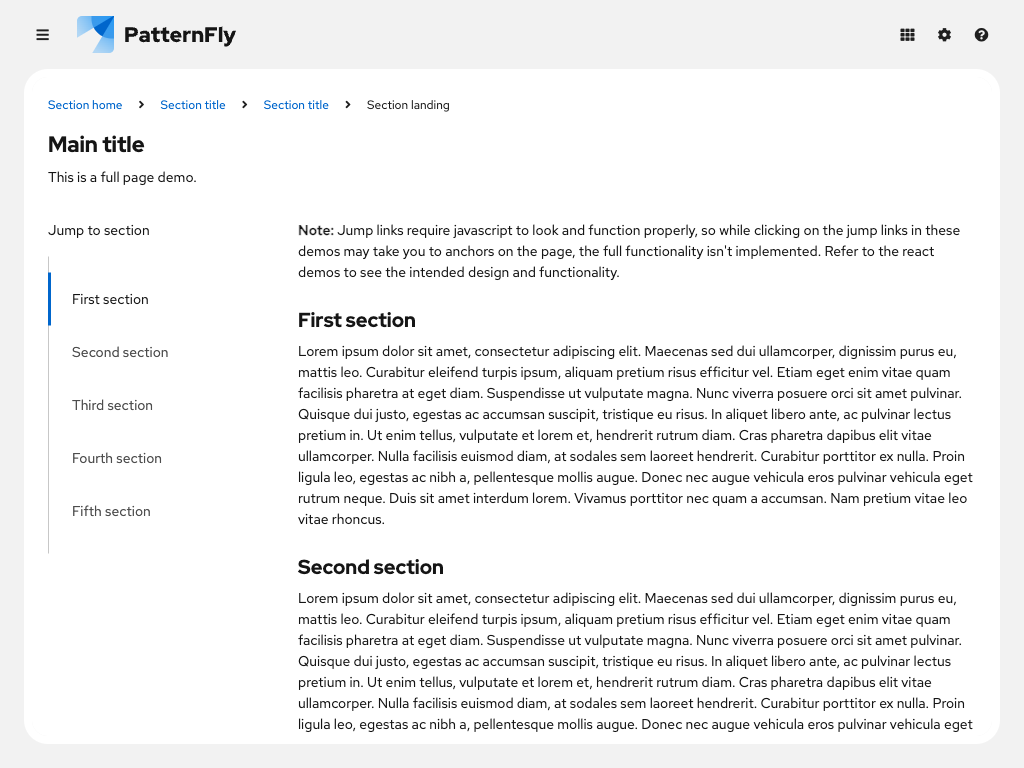 PatternFly
Section home
Section title
Section title
Section landing
Main title
This is a full page demo.
Jump to section
First section
Second section
Third section
Fourth section
Fifth section
Note: Jump links require javascript to look and function properly, so while clicking on the jump links in these
demos may take you to anchors on the page, the full functionality isn't implemented. Refer to the react
demos to see the intended design and functionality.
First section
Lorem ipsum dolor sit amet, consectetur adipiscing elit. Maecenas sed dui ullamcorper, dignissim purus eu,
mattis leo. Curabitur eleifend turpis ipsum, aliquam pretium risus efficitur vel. Etiam eget enim vitae quam
facilisis pharetra at eget diam. Suspendisse ut vulputate magna. Nunc viverra posuere orci sit amet pulvinar.
Quisque dui justo, egestas ac accumsan suscipit, tristique eu risus. In aliquet libero ante, ac pulvinar lectus
pretium in. Ut enim tellus, vulputate et lorem et, hendrerit rutrum diam. Cras pharetra dapibus elit vitae
ullamcorper. Nulla facilisis euismod diam, at sodales sem laoreet hendrerit. Curabitur porttitor ex nulla. Proin
ligula leo, egestas ac nibh a, pellentesque mollis augue. Donec nec augue vehicula eros pulvinar vehicula eget
rutrum neque. Duis sit amet interdum lorem. Vivamus porttitor nec quam a accumsan. Nam pretium vitae leo
vitae rhoncus.
Second section
Lorem ipsum dolor sit amet, consectetur adipiscing elit. Maecenas sed dui ullamcorper, dignissim purus eu,
mattis leo. Curabitur eleifend turpis ipsum, aliquam pretium risus efficitur vel. Etiam eget enim vitae quam
facilisis pharetra at eget diam. Suspendisse ut vulputate magna. Nunc viverra posuere orci sit amet pulvinar.
Quisque dui justo, egestas ac accumsan suscipit, tristique eu risus. In aliquet libero ante, ac pulvinar lectus
pretium in. Ut enim tellus, vulputate et lorem et, hendrerit rutrum diam. Cras pharetra dapibus elit vitae
ullamcorper. Nulla facilisis euismod diam, at sodales sem laoreet hendrerit. Curabitur porttitor ex nulla. Proin
ligula leo, egestas ac nibh a, pellentesque mollis augue. Donec nec augue vehicula eros pulvinar vehicula eget